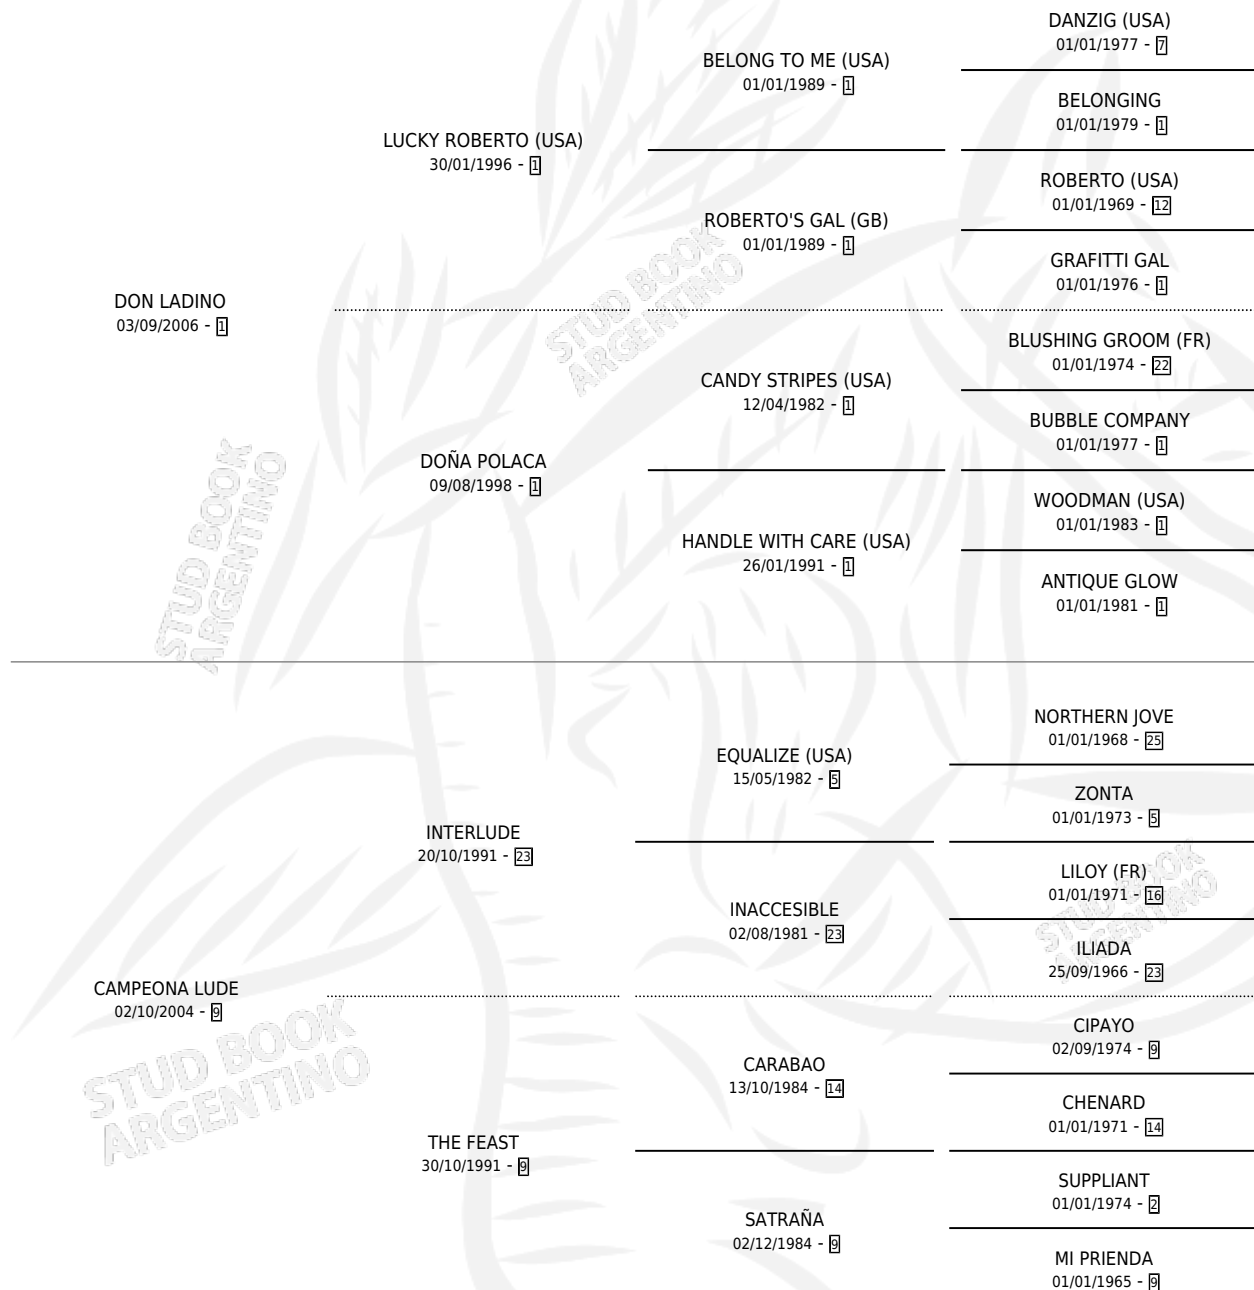 DANZIG (USA)
01/01/1977 - 7
BELONG TO ME (USA)
01/01/1989 - 1
BELONGING
01/01/1979 - 1
LUCKY ROBERTO (USA)
30/01/1996 - 1
ROBERTO (USA)
01/01/1969 - 12
ROBERTO'S GAL (GB)
01/01/1989 - 1
GRAFITTI GAL
01/01/1976 - 1
DON LADINO
03/09/2006 - 1
BLUSHING GROOM (FR)
01/01/1974 - 22
CANDY STRIPES (USA)
12/04/1982 - 1
BUBBLE COMPANY
01/01/1977 - 1
DOÑA POLACA
09/08/1998 - 1
WOODMAN (USA)
01/01/1983 - 1
HANDLE WITH CARE (USA)
26/01/1991 - 1
ANTIQUE GLOW
01/01/1981 - 1
NORTHERN JOVE
01/01/1968 - 25
EQUALIZE (USA)
15/05/1982 - 5
ZONTA
01/01/1973 - 5
INTERLUDE
20/10/1991 - 23
LILOY (FR)
01/01/1971 - 16
INACCESIBLE
02/08/1981 - 23
ILIADA
25/09/1966 - 23
CAMPEONA LUDE
02/10/2004 - 9
CIPAYO
02/09/1974 - 9
CARABAO
13/10/1984 - 14
CHENARD
01/01/1971 - 14
THE FEAST
30/10/1991 - 9
SUPPLIANT
01/01/1974 - 2
SATRAÑA
02/12/1984 - 9
MI PRIENDA
01/01/1965 - 9
STUD BOOK
ARGENTINO
STUD BOOK
ARGENTINO
STUD BOOK
ARGENTINO
STUD BOOK
ARGENTINO